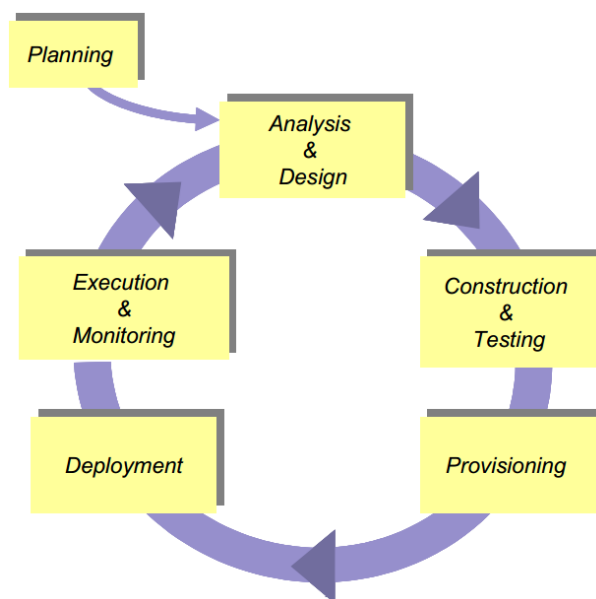 Planning
Analysis
&
Design
Execution
&
Monitoring
Construction
&
Testing
Deployment
Provisioning